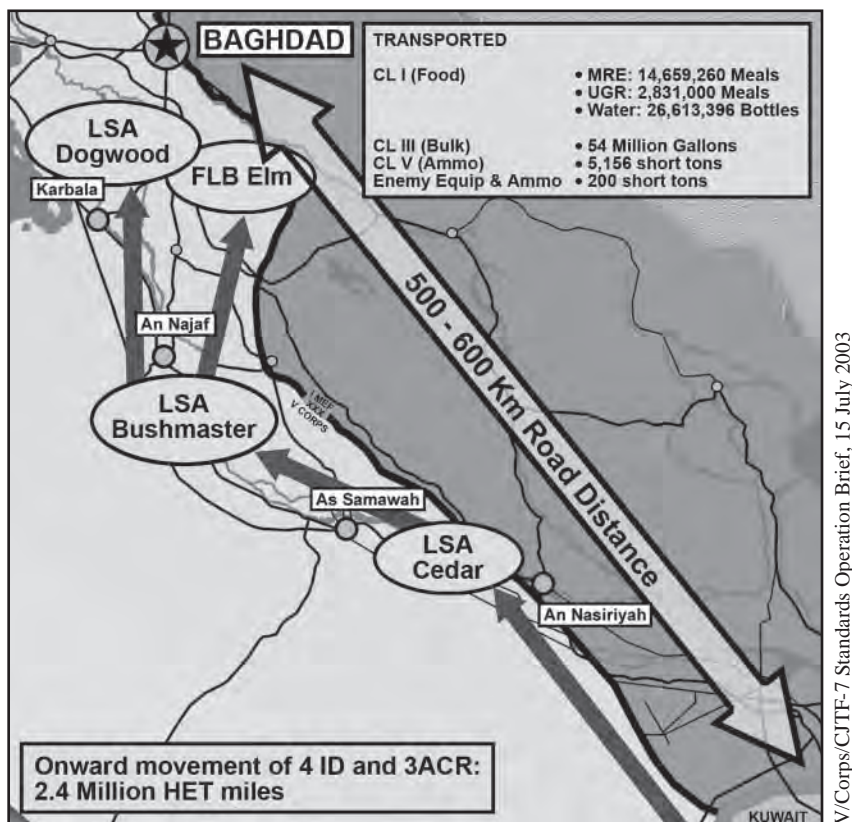 BAGHDAD
TRANSPORTED
CL I (Food)
• MRE: 14,659,260 Meals
• UGR: 2,831,000 Meals
• Water: 26,613,396 Bottles
CL III (Bulk) • 54 Million Gallons
CL V (Ammo) • 5,156 short tons
Enemy Equip & Ammo • 200 short tons
LSA
Dogwood
FLB Elm
Karbala
500 - 600 Km Road Distance
An Najaf
LSA
Bushmaster
I MEF
XXX
V CORPS
As Samawah
LSA
Cedar
An Nasiriyah
Onward movement of 4 ID and 3ACR:
2.4 Million HET miles
KUWAIT
V/Corps/CJTF-7 Standards Operation Brief, 15 July 2003